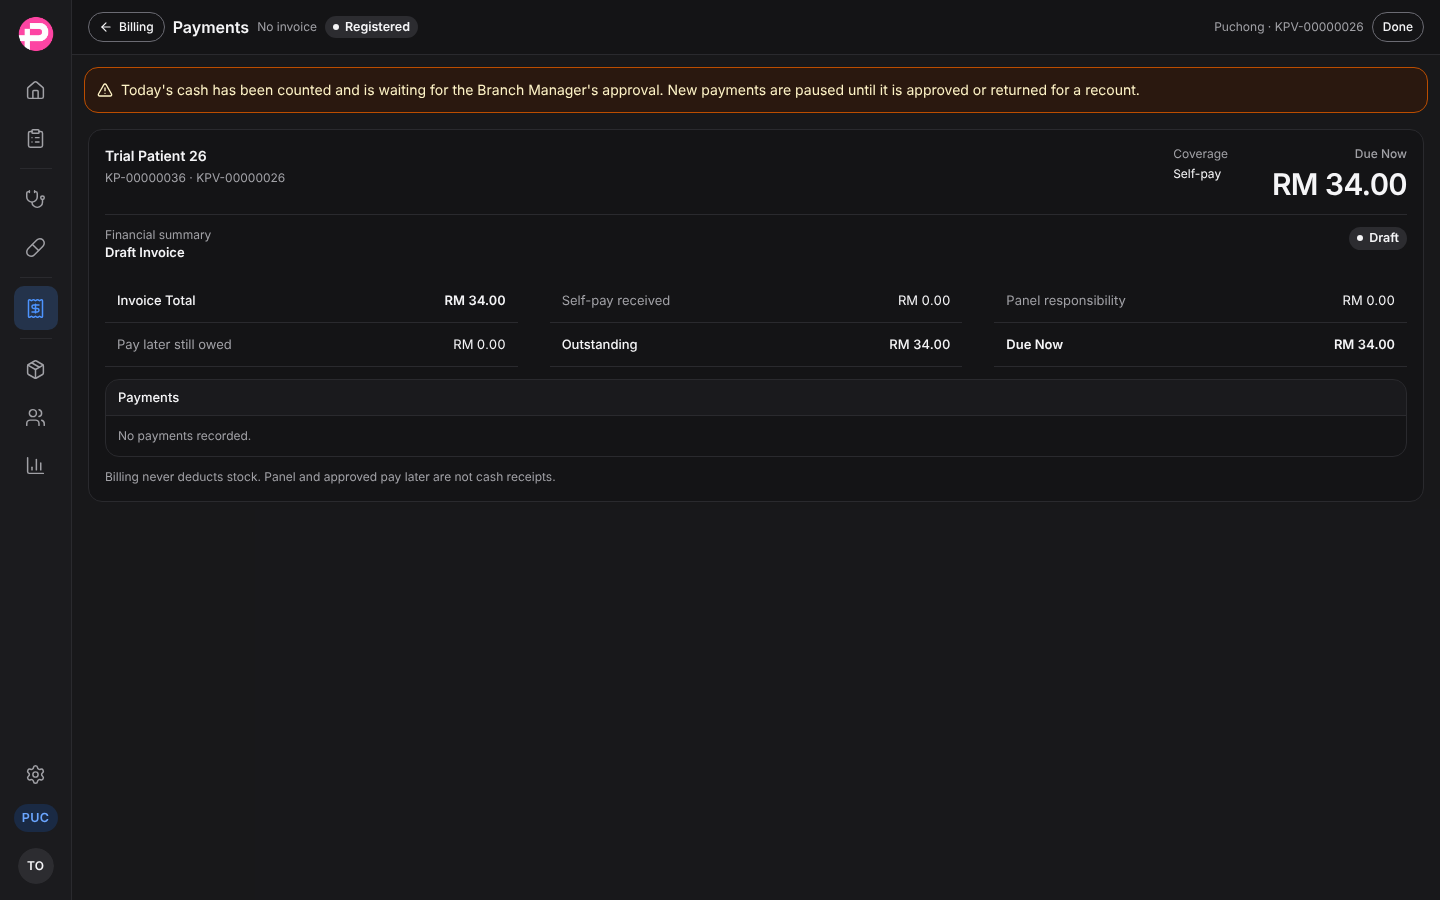 Billing Payments No invoice Registered Puchong · KPV-00000026 Done
Today's cash has been counted and is waiting for the Branch Manager's approval. New payments are paused until it is approved or returned for a recount.
Trial Patient 26
KP-00000036 · KPV-00000026
Coverage
Self-pay
Due Now
RM 34.00
Financial summary
Draft Invoice
Draft
Invoice Total RM 34.00
Self-pay received RM 0.00
Panel responsibility RM 0.00
Pay later still owed RM 0.00
Outstanding RM 34.00
Due Now RM 34.00
Payments
No payments recorded.
Billing never deducts stock. Panel and approved pay later are not cash receipts.
PUC
TO